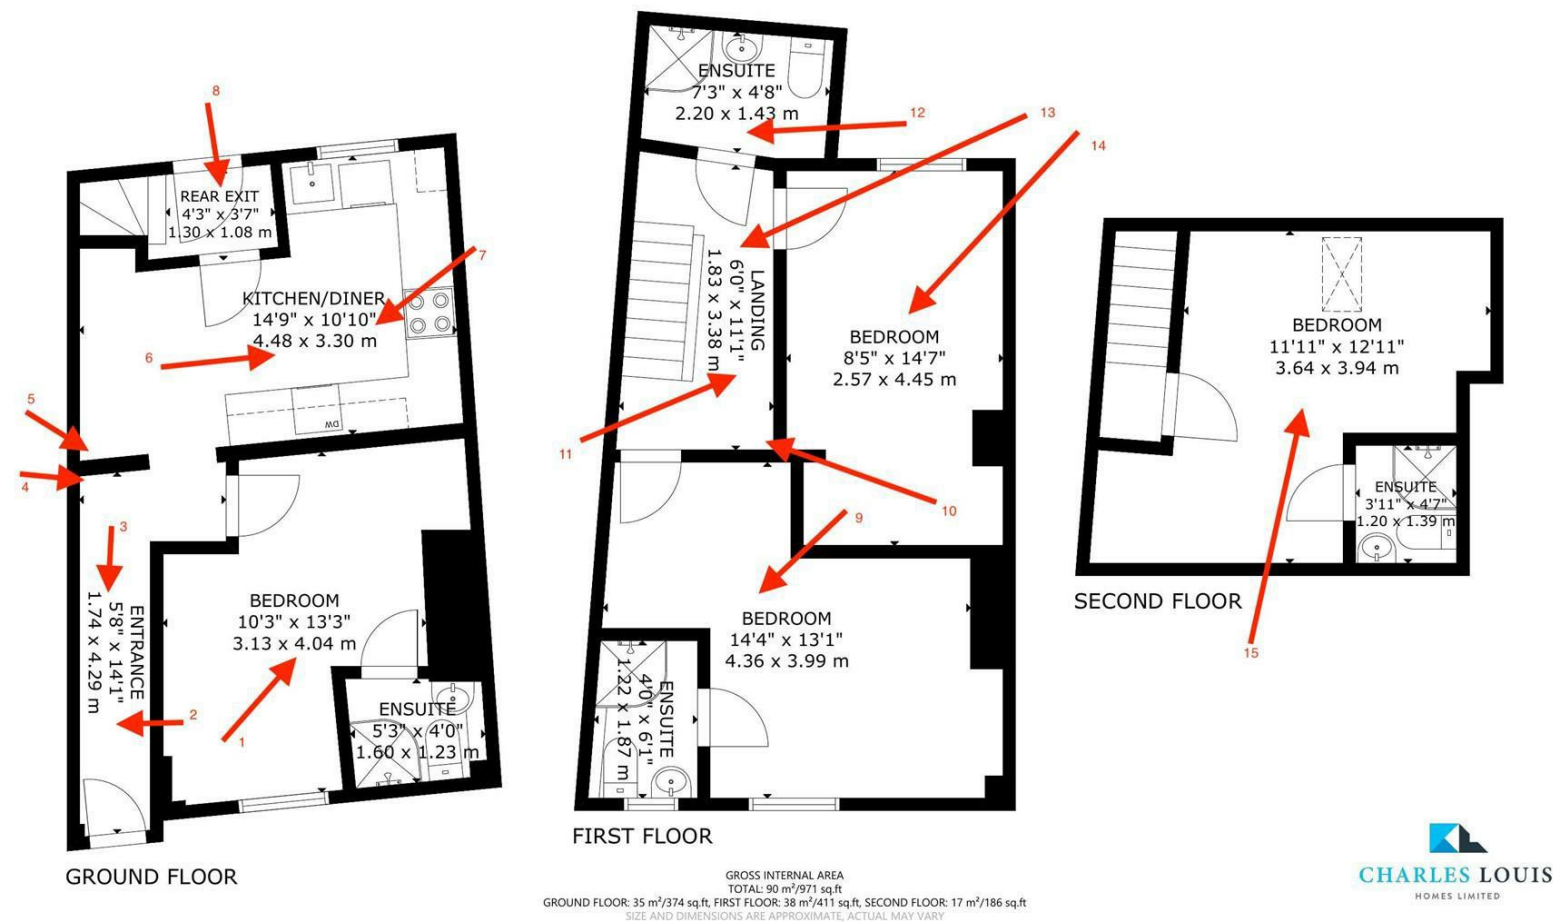 8
REAR EXIT
4'3" x 3'7"
1.30 x 1.08 m
7
KITCHEN/DINER
14'9" x 10'10"
4.48 x 3.30 m
6
5
4
DW
3
ENTRANCE
5'8" x 14'1"
1.74 x 4.29 m
2
BEDROOM
10'3" x 13'3"
3.13 x 4.04 m
1
ENSUITE
5'3" x 4'0"
1.60 x 1.23 m
GROUND FLOOR
ENSUITE
7'3" x 4'8"
2.20 x 1.43 m
12
13
14
LANDING
6'0" x 11'1"
1.83 x 3.38 m
BEDROOM
8'5" x 14'7"
2.57 x 4.45 m
11
10
9
BEDROOM
14'4" x 13'1"
4.36 x 3.99 m
ENSUITE
4'0" x 6'1"
1.22 x 1.87 m
FIRST FLOOR
BEDROOM
11'11" x 12'11"
3.64 x 3.94 m
ENSUITE
3'11" x 4'7"
1.20 x 1.39 m
SECOND FLOOR
15
GROSS INTERNAL AREA
TOTAL: 90 m²/971 sq.ft
GROUND FLOOR: 35 m²/374 sq.ft, FIRST FLOOR: 38 m²/411 sq.ft, SECOND FLOOR: 17 m²/186 sq.ft
SIZE AND DIMENSIONS ARE APPROXIMATE, ACTUAL MAY VARY
CHARLES LOUIS
HOMES LIMITED